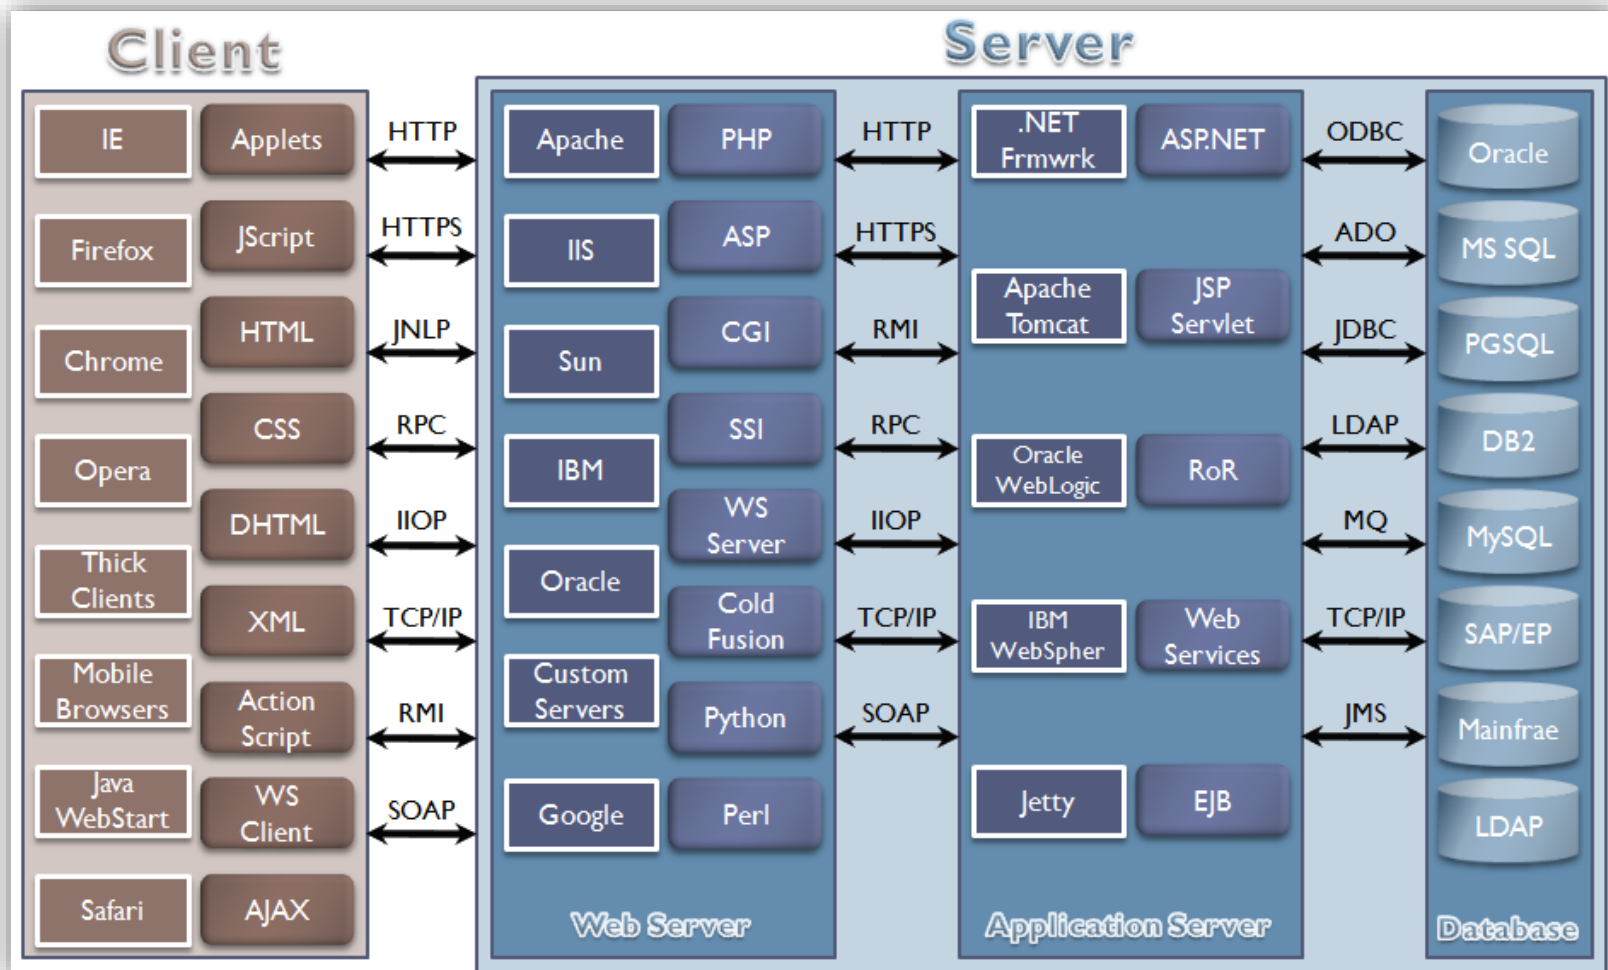 Client
Server
IE
Applets
HTTP
Apache
PHP
HTTP
.NET
Frmwrk
ASP.NET
ODBC
Oracle
Firefox
JScript
HTTPS
IIS
ASP
HTTPS
ADO
MS SQL
Chrome
HTML
JNLP
Sun
CGI
RMI
Apache
Tomcat
JSP
Servlet
JDBC
PGSQL
Opera
CSS
RPC
IBM
SSI
RPC
Oracle
WebLogic
RoR
LDAP
DB2
Thick
Clients
DHTML
IIOP
Oracle
WS
Server
IIOP
MQ
MySQL
Mobile
Browsers
XML
TCP/IP
Custom
Servers
Cold
Fusion
TCP/IP
IBM
WebSpher
Web
Services
TCP/IP
SAP/EP
Java
WebStart
Action
Script
RMI
Google
Python
SOAP
Jetty
EJB
JMS
Mainfrae
Safari
WS
Client
SOAP
Perl
LDAP
AJAX
Web Server
Application Server
Database